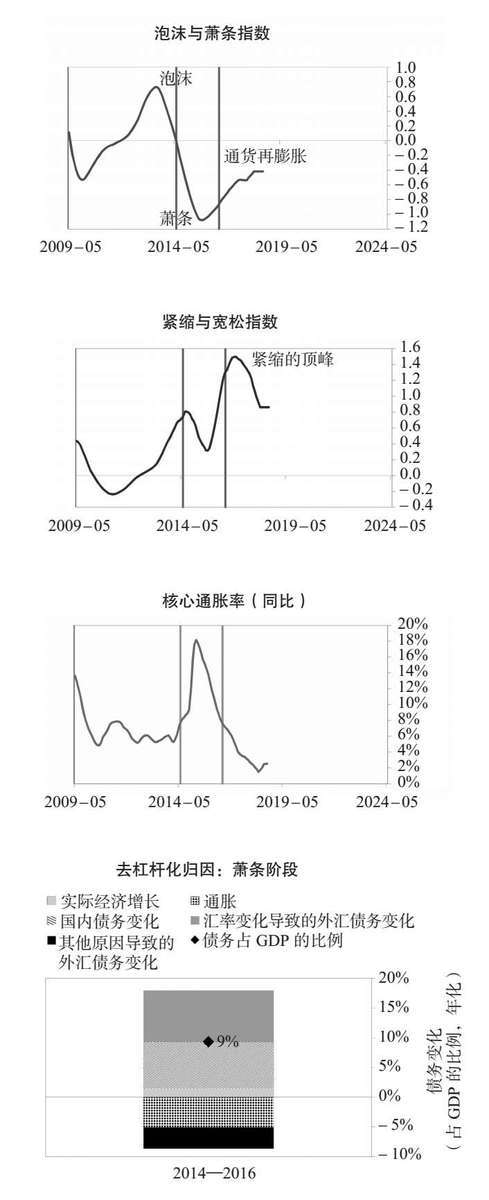 泡沫与萧条指数
泡沫
1.0
0.8
0.6
0.4
0.2
0.0
通货再膨胀
－0.2
－0.4
－0.6
－0.8
萧条
－1.0
－1.2
2009－05 2014－05 2019－05 2024－05
紧缩与宽松指数
1.6
紧缩的顶峰
1.4
1.2
1.0
0.8
0.6
0.4
0.2
0.0
－0.2
－0.4
2009－05 2014－05 2019－05 2024－05
核心通胀率（同比）
20%
18%
16%
14%
12%
10%
8%
6%
4%
2%
0%
2009－05 2014－05 2019－05 2024－05
去杠杆化归因：萧条阶段
实际经济增长 通胀
国内债务变化 汇率变化导致的外汇债务变化
其他原因导致的 债务占 GDP 的比例
外汇债务变化
20%
15%
10%
9%
5%
0%
－5%
－10%
债务变化
（占 GDP 的比例，年化）
2014—2016